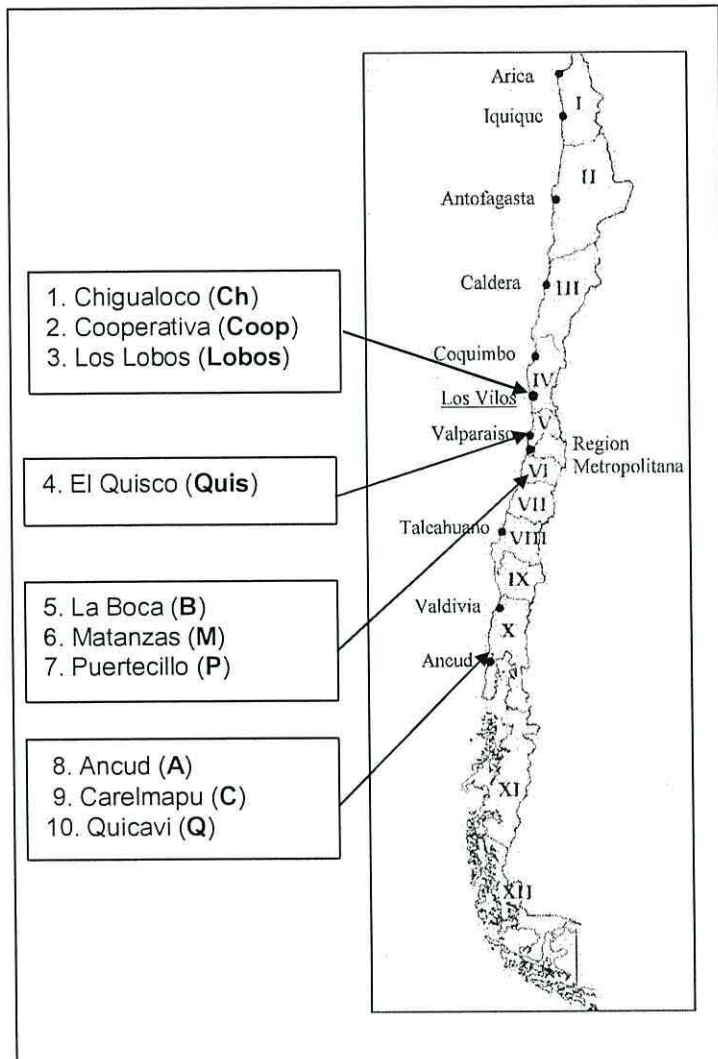 Arica
I
Iquique
II
Antofagasta
1. Chigualoco (Ch)
2. Cooperativa (Coop)
3. Los Lobos (Lobos)
Caldera
III
Coquimbo
IV
Los Vilos
V
Valparaiso
Region
Metropolitana
4. El Quisco (Quis)
VI
VII
Talcahuano
VIII
5. La Boca (B)
6. Matanzas (M)
7. Puertecillo (P)
IX
Valdivia
X
Ancud
8. Ancud (A)
9. Carelmapu (C)
10. Quicavi (Q)
XI
XII